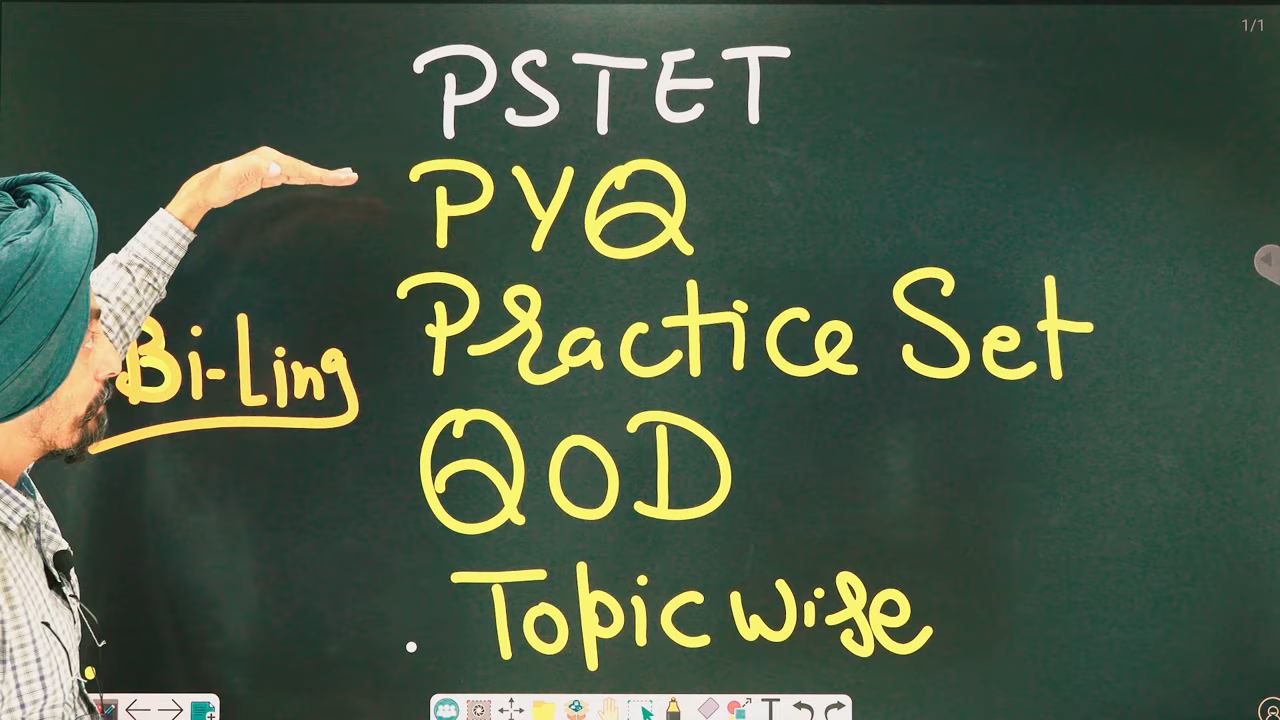 1/1
PSTET
PYQ
Practice Set
Bi-Ling
QOD
Topic wise